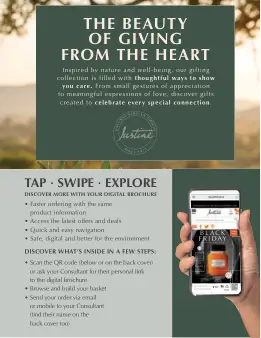 THE BEAUTY
OF GIVING
FROM THE HEART
Inspired by nature and well-being, our gifting
collection is filled with thoughtful ways to show
you care. From small gestures of appreciation
to meaningful expressions of love, discover gifts
created to celebrate every special connection.
Justine
TAP · SWIPE · EXPLORE
DISCOVER MORE WITH YOUR DIGITAL BROCHURE
• Faster ordering with the same
product information
• Access the latest offers and deals
• Quick and easy navigation
• Safe, digital and better for the environment
DISCOVER WHAT'S INSIDE IN A FEW STEPS:
• Scan the QR code (below or on the back cover)
or ask your Consultant for their personal link
to the digital brochure
• Browse and build your basket
• Send your order via email
or mobile to your Consultant
(find their name on the
back cover too)
Justine
BLACK
FRIDAY